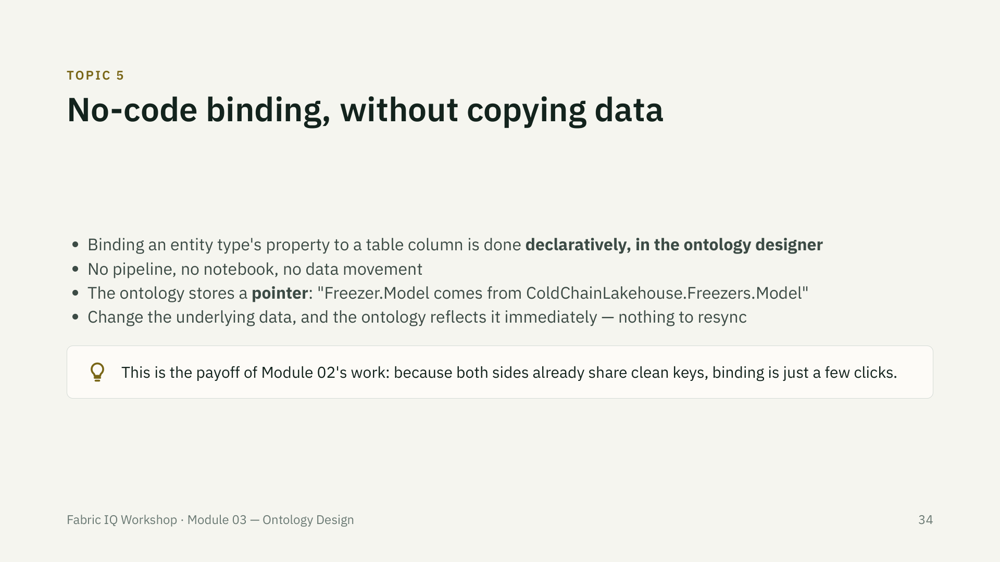 TOPIC 5
No-code binding, without copying data
• Binding an entity type's property to a table column is done declaratively, in the ontology designer
• No pipeline, no notebook, no data movement
• The ontology stores a pointer: "Freezer.Model comes from ColdChainLakehouse.Freezers.Model"
• Change the underlying data, and the ontology reflects it immediately — nothing to resync
This is the payoff of Module 02's work: because both sides already share clean keys, binding is just a few clicks.
Fabric IQ Workshop · Module 03 — Ontology Design
34